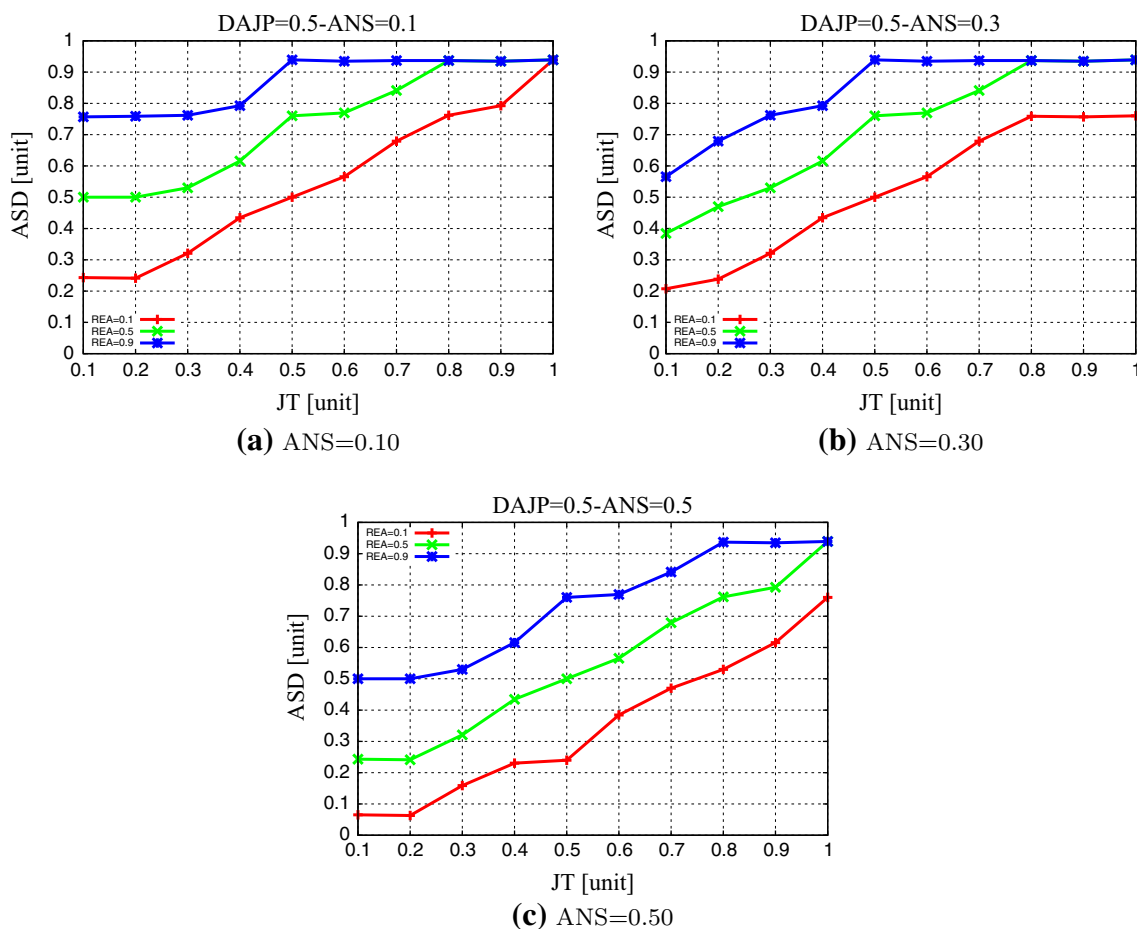 DAJP=0.5-ANS=0.1
1
0.9
0.8
0.7
0.6
0.5
0.4
0.3
0.2
0.1
0
ASD [unit]
REA=0.1
REA=0.5
REA=0.9
0.1 0.2 0.3 0.4 0.5 0.6 0.7 0.8 0.9 1
JT [unit]
(a) ANS=0.10
DAJP=0.5-ANS=0.3
1
0.9
0.8
0.7
0.6
0.5
0.4
0.3
0.2
0.1
0
ASD [unit]
REA=0.1
REA=0.5
REA=0.9
0.1 0.2 0.3 0.4 0.5 0.6 0.7 0.8 0.9 1
JT [unit]
(b) ANS=0.30
DAJP=0.5-ANS=0.5
1
0.9
0.8
0.7
0.6
0.5
0.4
0.3
0.2
0.1
0
ASD [unit]
REA=0.1
REA=0.5
REA=0.9
0.1 0.2 0.3 0.4 0.5 0.6 0.7 0.8 0.9 1
JT [unit]
(c) ANS=0.50